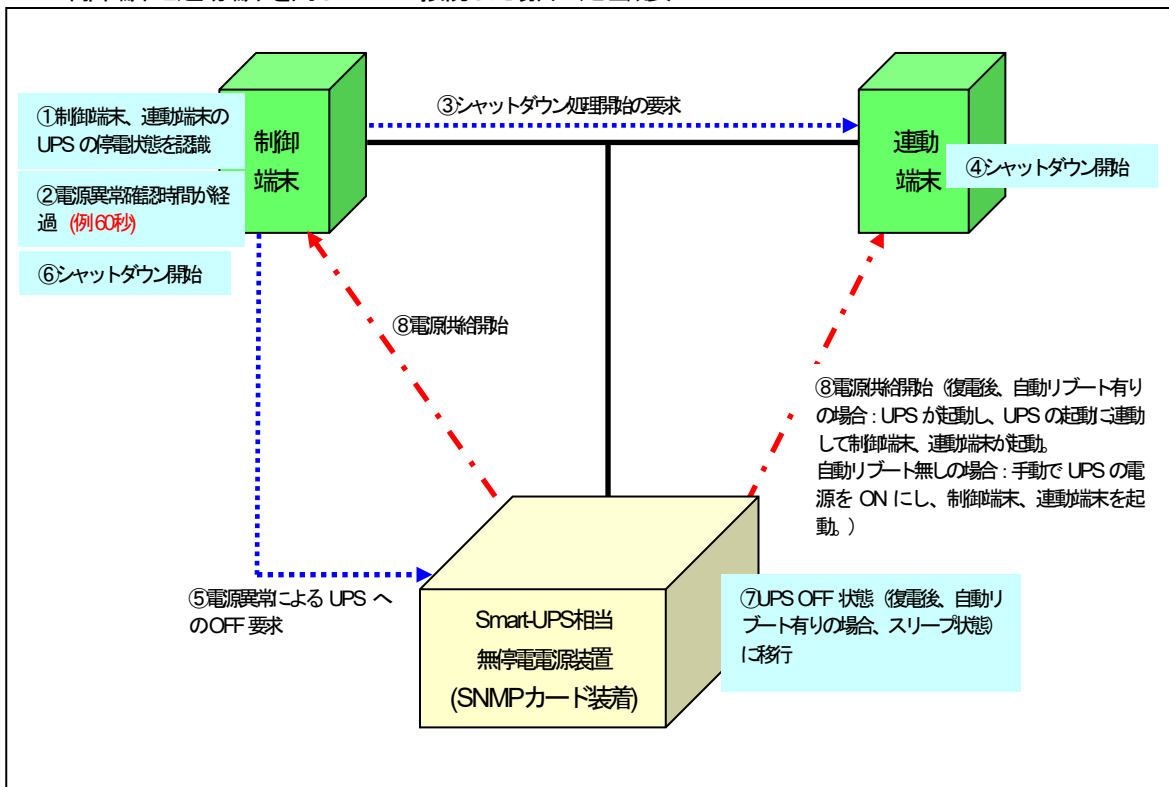 ①制御端末、連動端末の
UPS の停電状態を認識
②電源異常確認時間が経
過 (例60秒)
⑥シャットダウン開始
制御
端末
③シャットダウン処理開始の要求
連動
端末
④シャットダウン開始
⑧電源供給開始
⑧電源供給開始（復電後、自動リブート有り
の場合：UPS が起動し、UPS の起動に連動
して制御端末、連動端末が起動。
自動リブート無しの場合：手動で UPS の電
源を ON にし、制御端末、連動端末を起
動。）
⑤電源異常による UPS へ
の OFF 要求
Smart-UPS相当
無停電電源装置
(SNMPカード装着)
⑦UPS OFF 状態（復電後、自動リ
ブート有りの場合、スリープ状態）
に移行